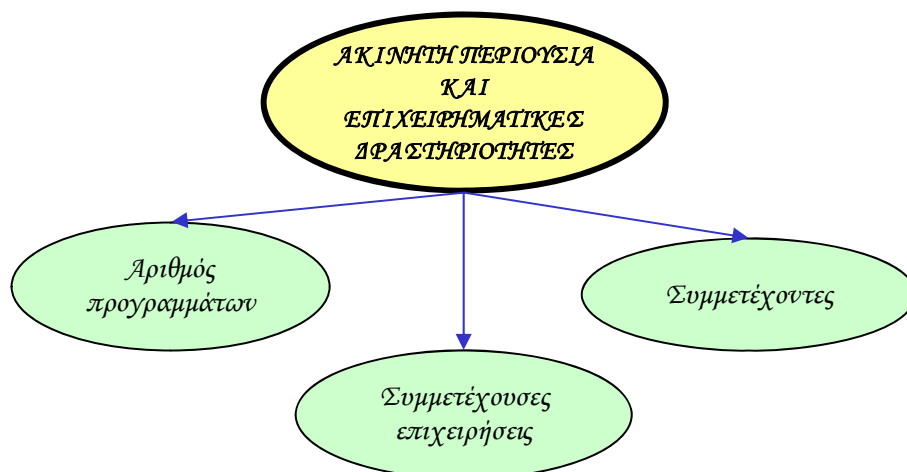 ΑΚΙΝΗΤΗ ΠΕΡΙΟΥΣΙΑ
ΚΑΙ
ΕΠΙΧΕΙΡΗΜΑΤΙΚΕΣ
ΔΡΑΣΤΗΡΙΟΤΗΤΕΣ
Αριθμός
προγραμμάτων
Συμμετέχοντες
Συμμετέχουσες
επιχειρήσεις